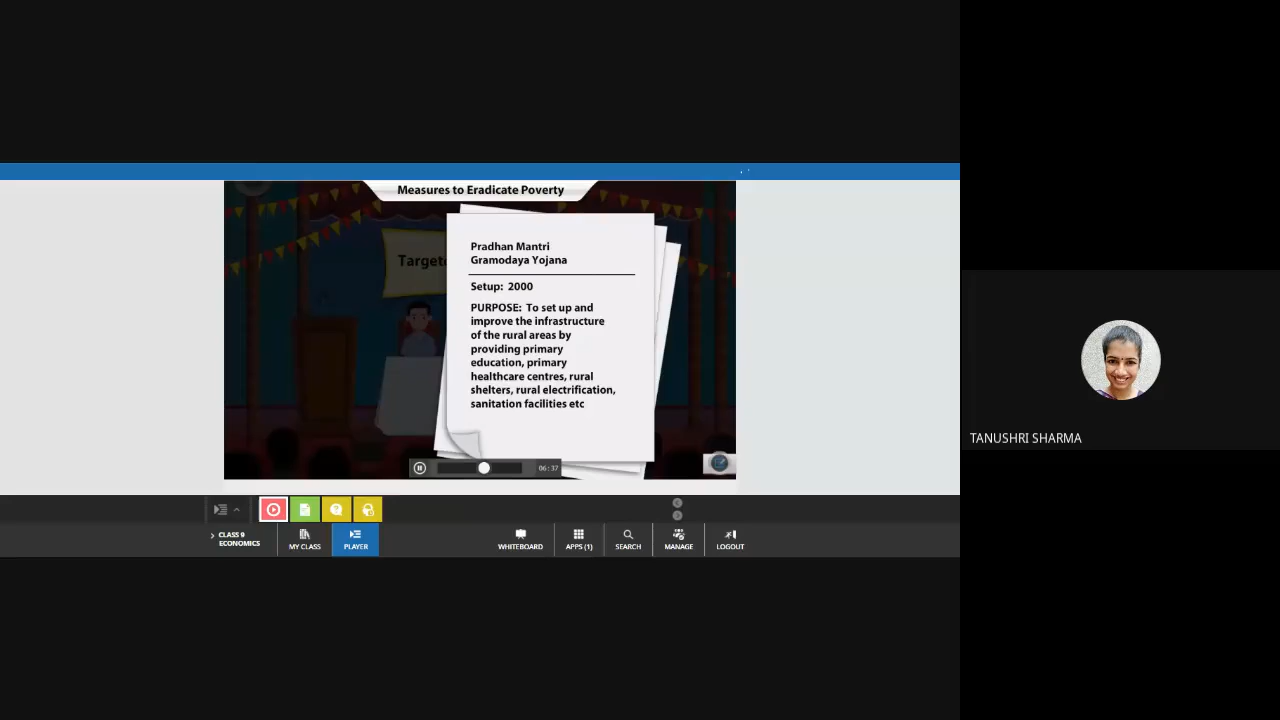 Measures to Eradicate Poverty
Pradhan Mantri
Gramodaya Yojana
Setup: 2000
PURPOSE: To set up and
improve the infrastructure
of the rural areas by
providing primary
education, primary
healthcare centres, rural
shelters, rural electrification,
sanitation facilities etc
Targete
06:37
TANUSHRI SHARMA
CLASS 9
ECONOMICS
MY CLASS
PLAYER
WHITEBOARD
APPS (1)
SEARCH
MANAGE
LOGOUT